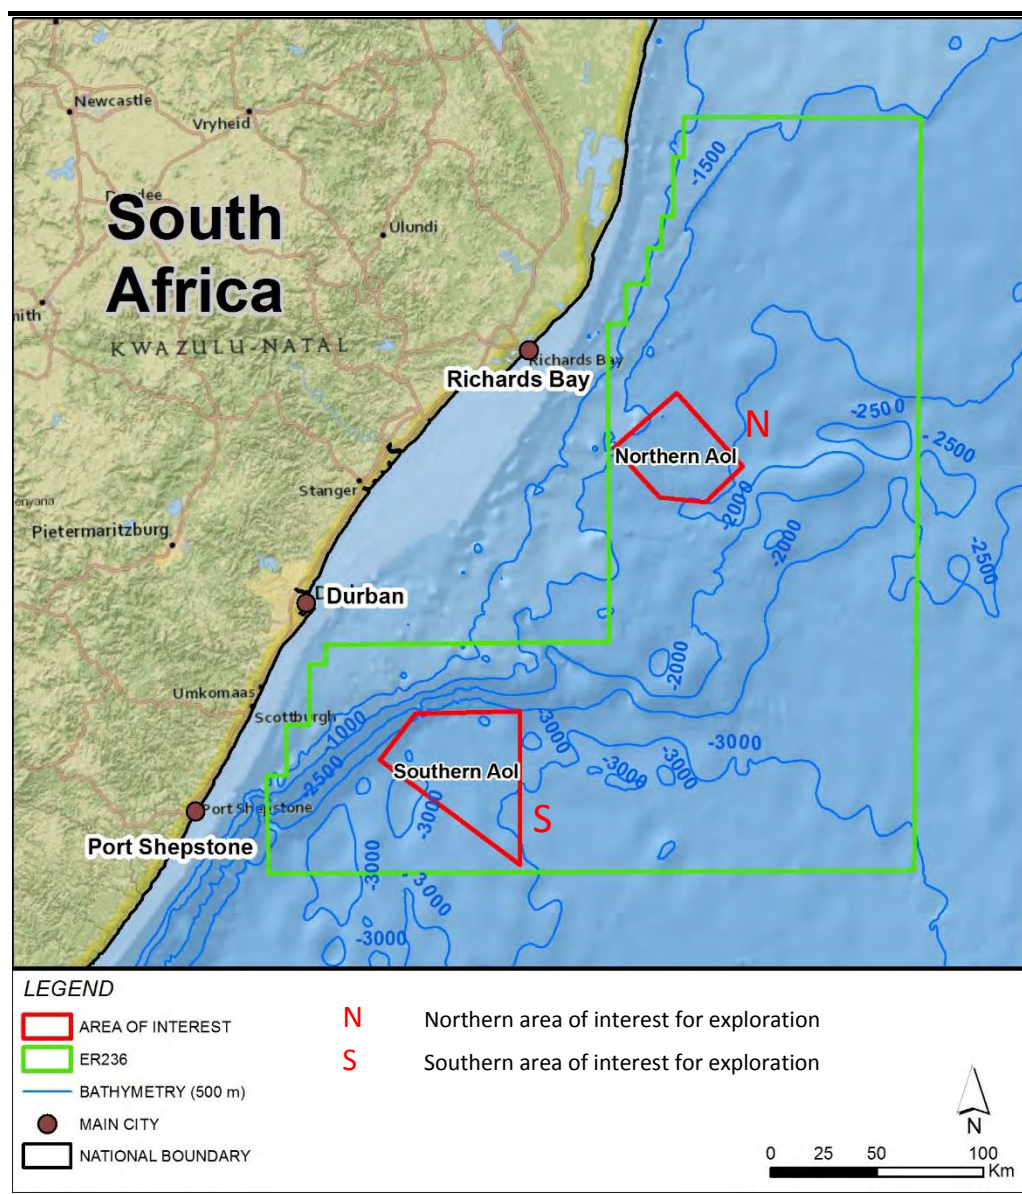 Newcastle
Vryheid
-1500
South
Africa
Ulundi
KWAZULU-NATAL
Richards Bay
Richards Bay
-2500
N
-2500
Northern AoI
Stanger
-2000
-2000
-2500
Pietermaritzburg
Durban
-2000
Umkomaas
Scottburgh
-1000
-3000
-3000
-2500
Southern AoI
-3000
-3000
-3000
S
Port Shepstone
Port Shepstone
-3000
-3000
-3000
LEGEND
AREA OF INTEREST
ER236
BATHYMETRY (500 m)
MAIN CITY
NATIONAL BOUNDARY
N Northern area of interest for exploration
S Southern area of interest for exploration
N
0 25 50 100
Km